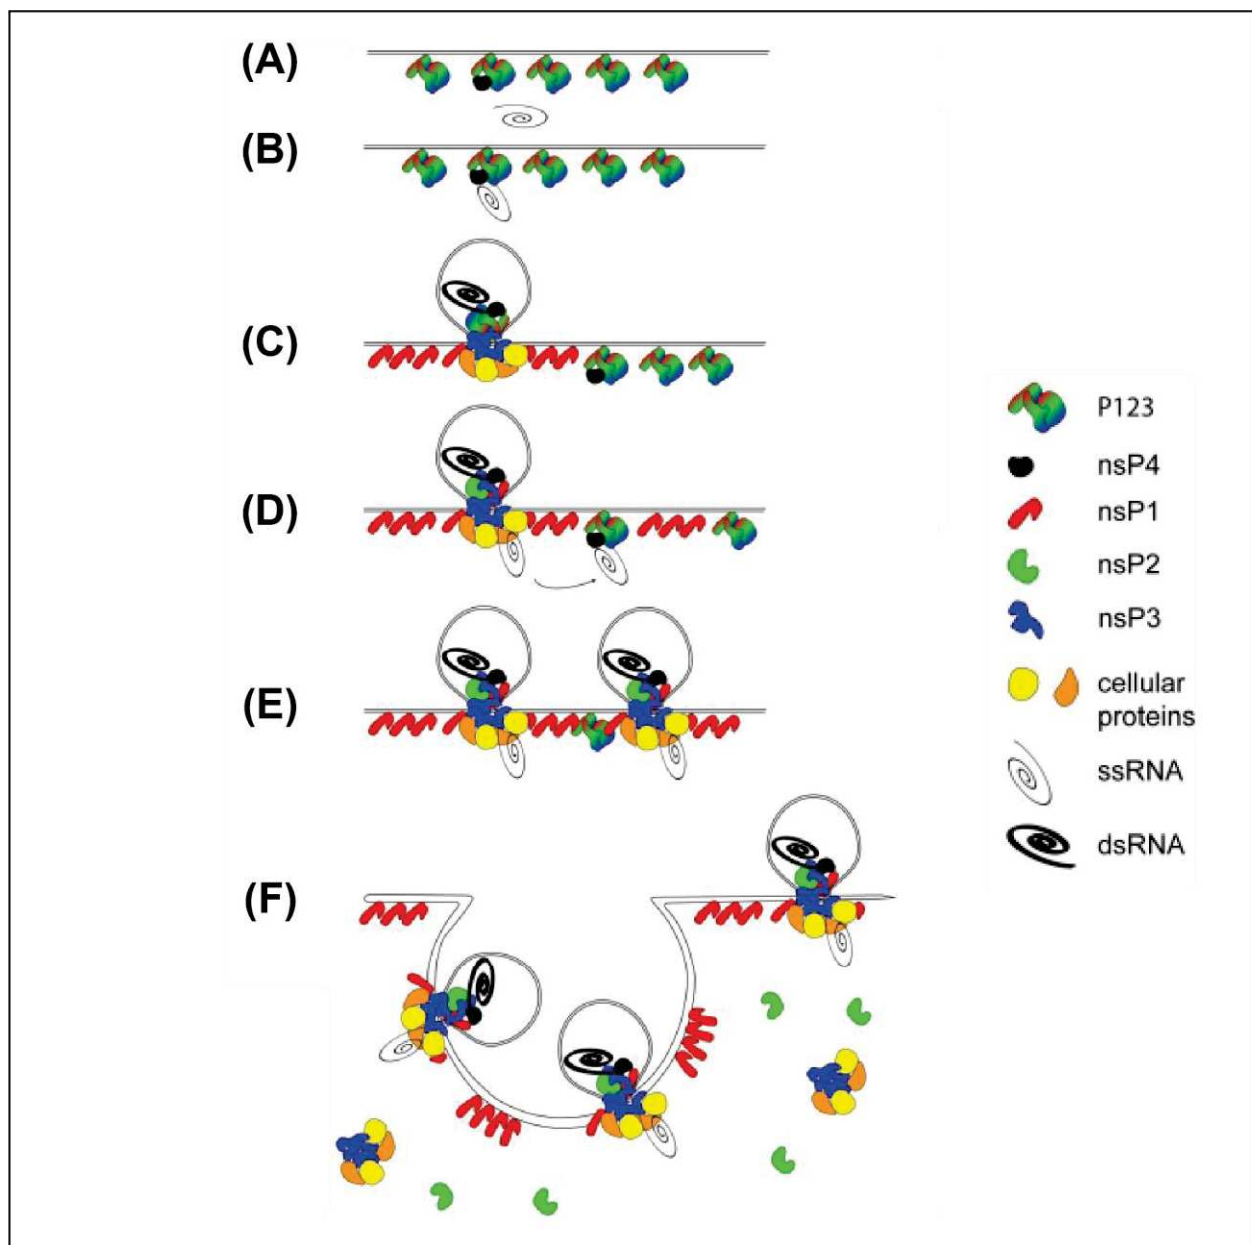 (A)
(B)
(C)
(D)
(E)
(F)
P123
nsP4
nsP1
nsP2
nsP3
cellular
proteins
ssRNA
dsRNA